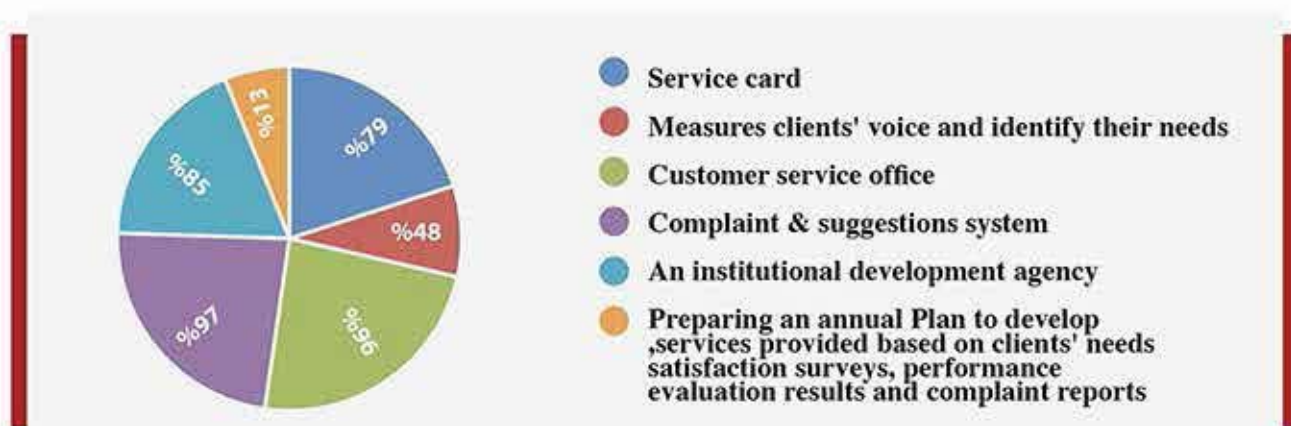 %79
%48
%96
%97
%85
%13
Service card
Measures clients' voice and identify their needs
Customer service office
Complaint & suggestions system
An institutional development agency
Preparing an annual Plan to develop
,services provided based on clients' needs
satisfaction surveys, performance
evaluation results and complaint reports